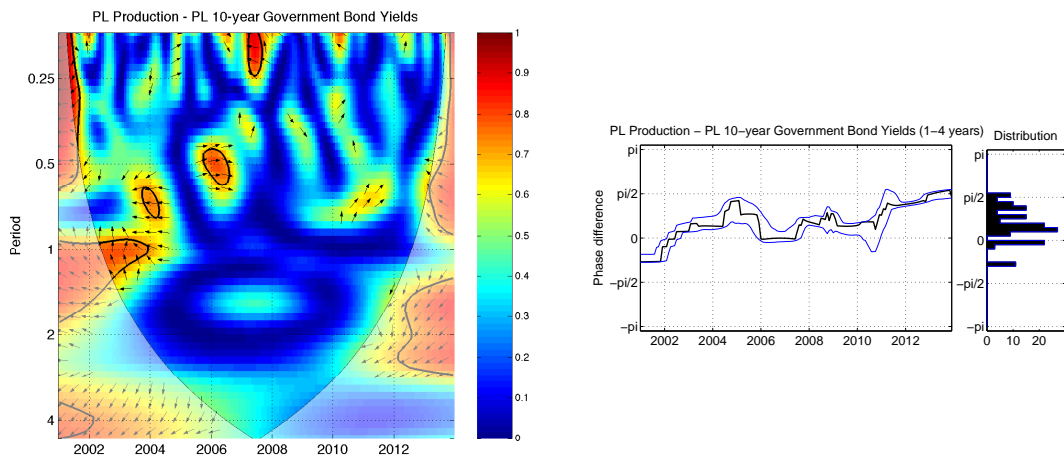 PL Production - PL 10-year Government Bond Yields
Period
0.25
0.5
1
2
4
2002
2004
2006
2008
2010
2012
1
0.9
0.8
0.7
0.6
0.5
0.4
0.3
0.2
0.1
0
PL Production − PL 10−year Government Bond Yields (1−4 years)
Phase difference
pi
pi/2
0
−pi/2
−pi
2002
2004
2006
2008
2010
2012
Distribution
pi
pi/2
0
−pi/2
−pi
0
10
20